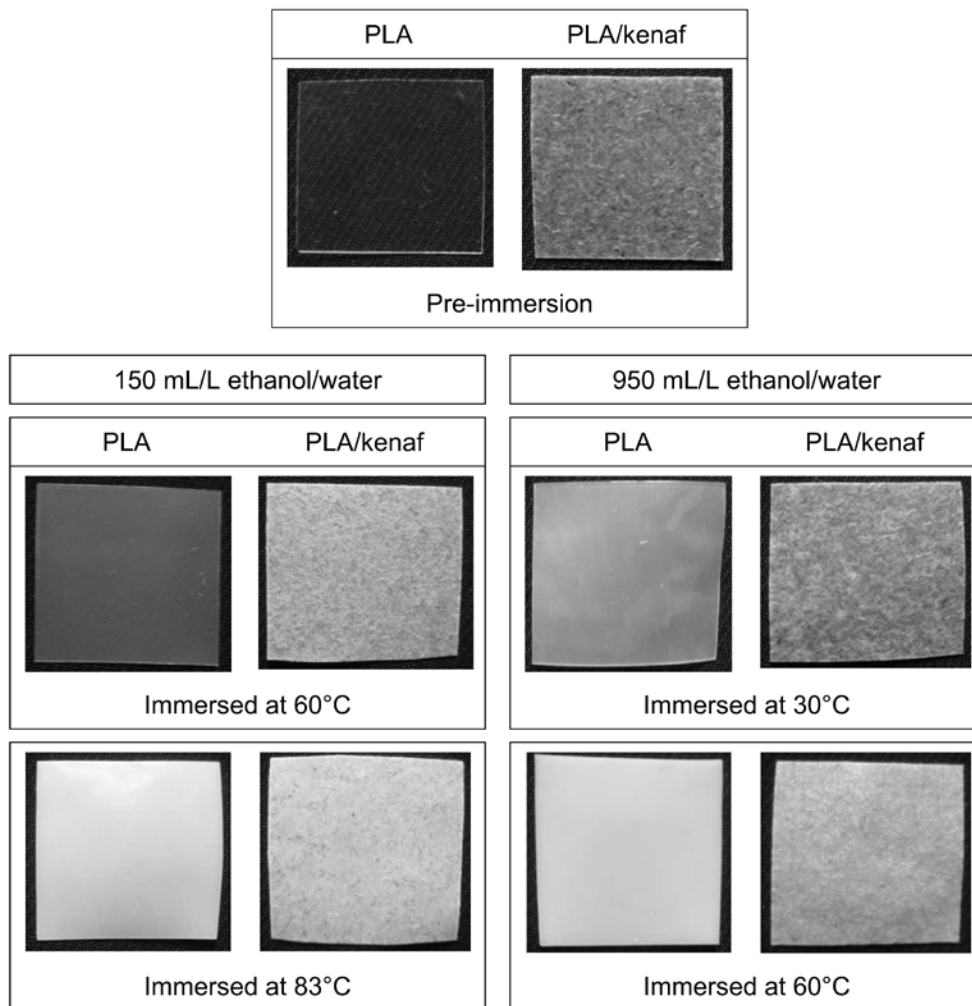 PLA PLA/kenaf
Pre-immersion
150 mL/L ethanol/water
PLA PLA/kenaf
Immersed at 60°C
Immersed at 83°C
950 mL/L ethanol/water
PLA PLA/kenaf
Immersed at 30°C
Immersed at 60°C